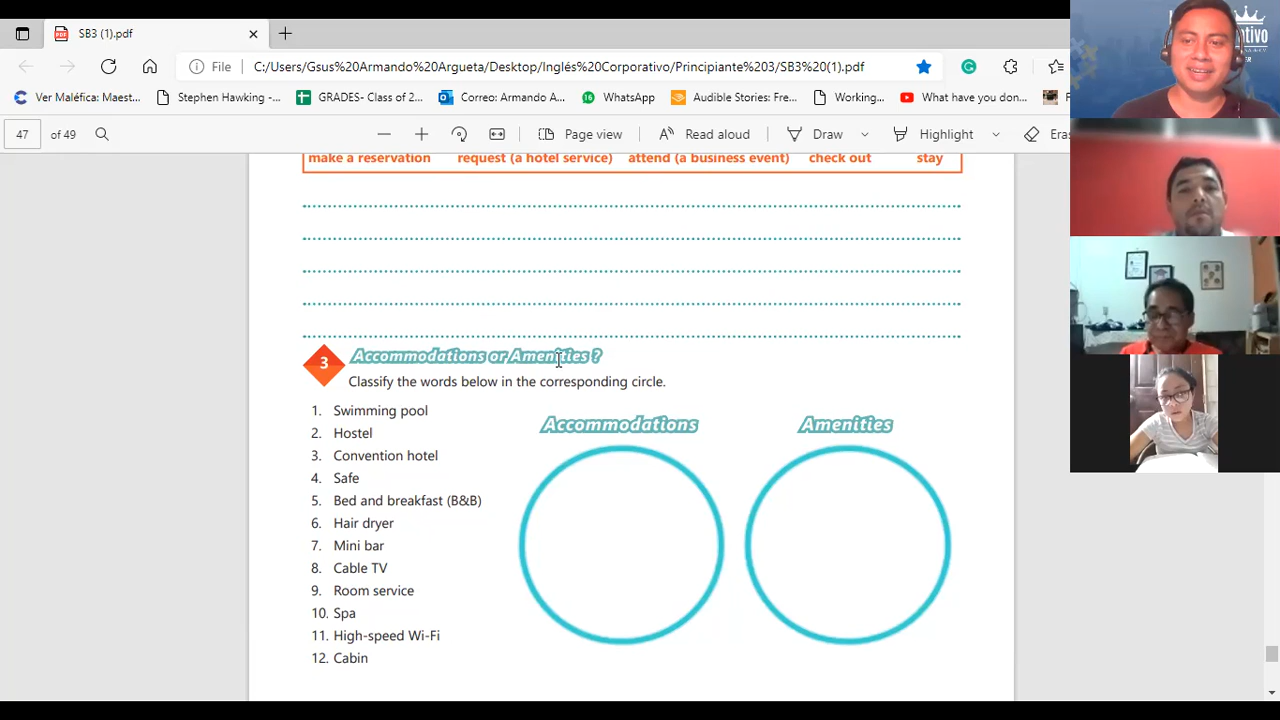 SB3 (1).pdf
File C:/Users/Gsus%20Armando%20Argueta/Desktop/Inglés%20Corporativo/Principiante%203/SB3%20(1).pdf
Ver Maléfica: Maest... Stephen Hawking -... GRADES- Class of 2... Correo: Armando A... 16 WhatsApp Audible Stories: Fre... Working... What have you don...
47 of 49 Page view Read aloud Draw Highlight Eras
make a reservation request (a hotel service) attend (a business event) check out stay
3 Accommodations or Amenities ?
Classify the words below in the corresponding circle.
1. Swimming pool
2. Hostel
3. Convention hotel
4. Safe
5. Bed and breakfast (B&B)
6. Hair dryer
7. Mini bar
8. Cable TV
9. Room service
10. Spa
11. High-speed Wi-Fi
12. Cabin
Accommodations
Amenities